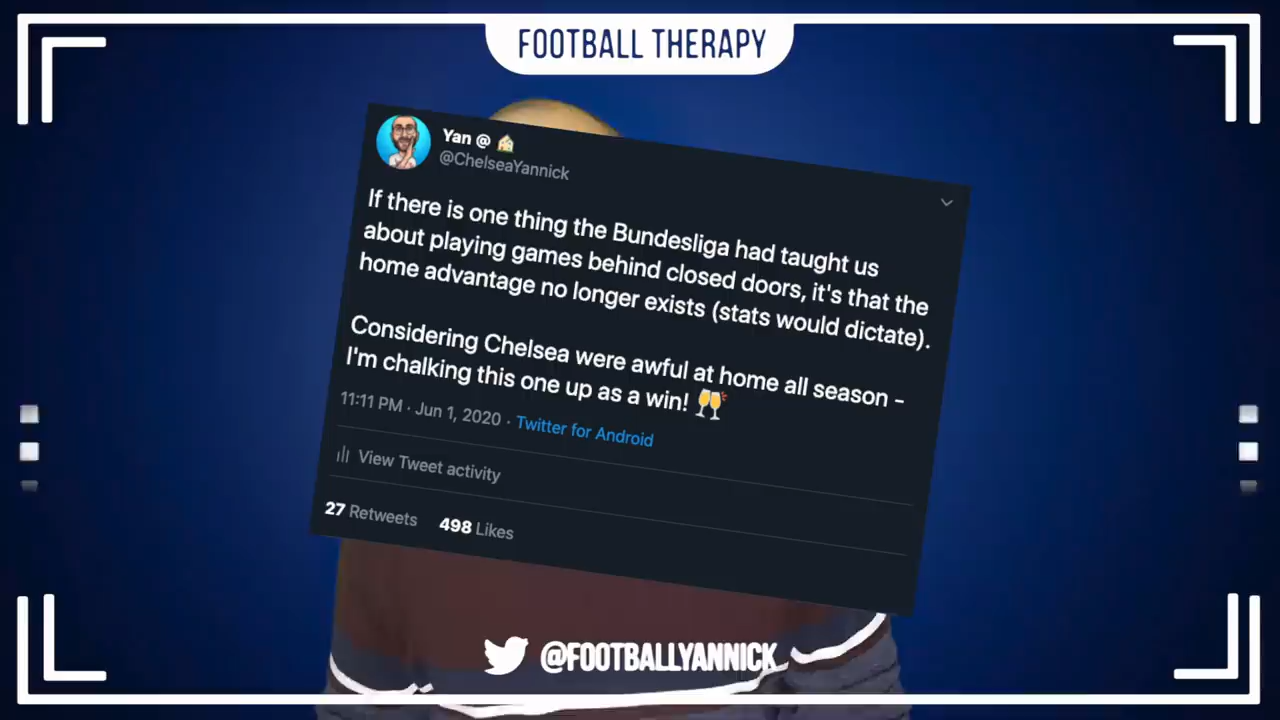 FOOTBALL THERAPY
Yan @
@ChelseaYannick
If there is one thing the Bundesliga had taught us
about playing games behind closed doors, it's that the
home advantage no longer exists (stats would dictate).
Considering Chelsea were awful at home all season -
I'm chalking this one up as a win! 🥂
11:11 PM · Jun 1, 2020 · Twitter for Android
View Tweet activity
27 Retweets 498 Likes
@FOOTBALLYANNICK